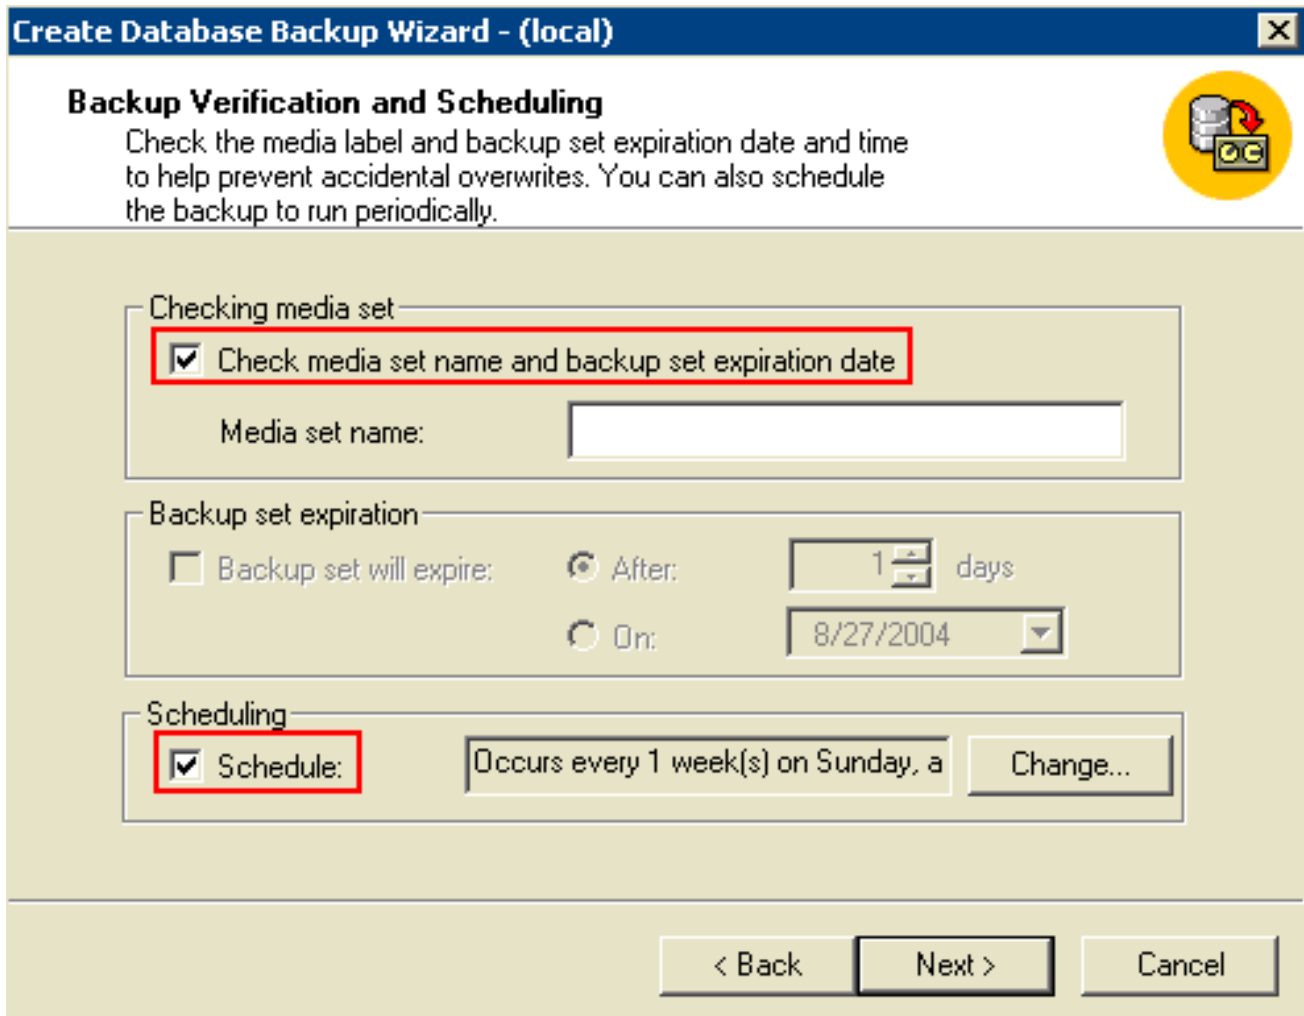 Create Database Backup Wizard - (local)
Backup Verification and Scheduling
Check the media label and backup set expiration date and time
to help prevent accidental overwrites. You can also schedule
the backup to run periodically.
Checking media set
Check media set name and backup set expiration date
Media set name:
Backup set expiration
Backup set will expire: After: 1 days
On: 8/27/2004
Scheduling
Schedule: Occurs every 1 week(s) on Sunday, a Change...
< Back Next > Cancel